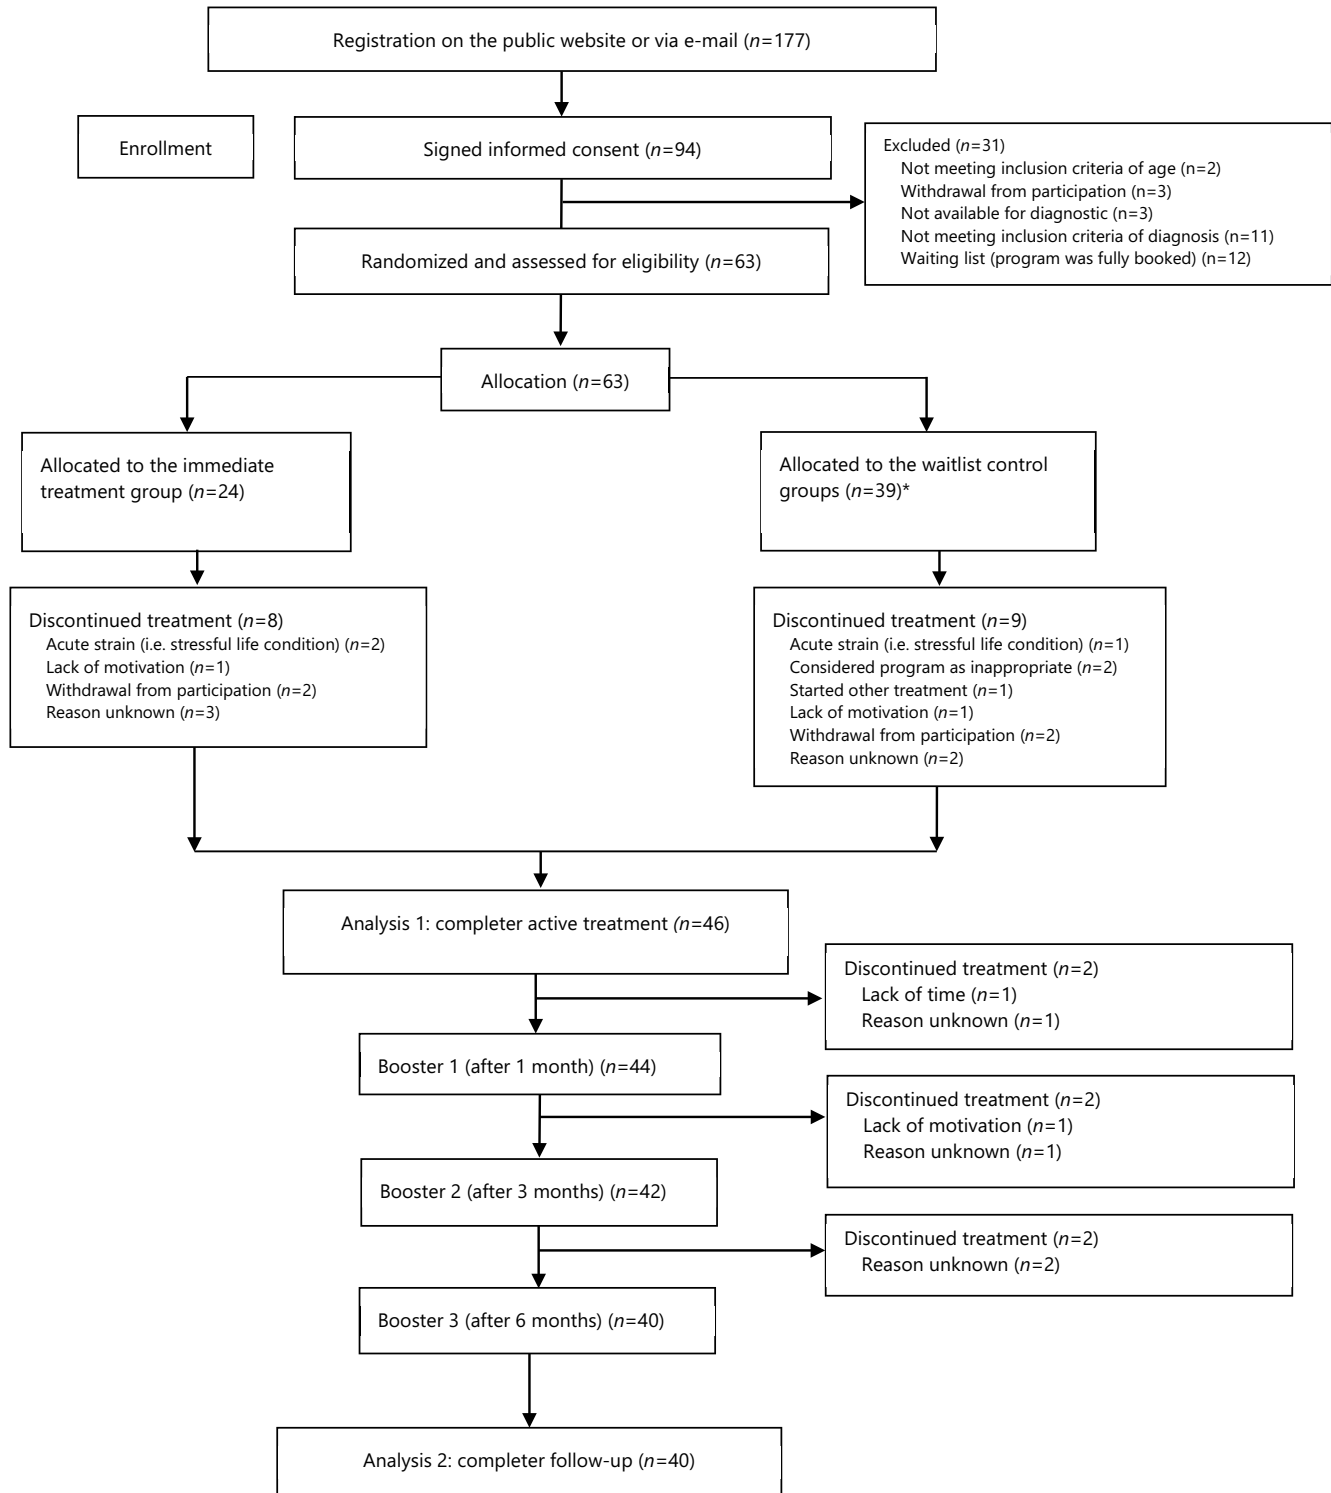 Registration on the public website or via e-mail (n=177)
Enrollment
Signed informed consent (n=94)
Excluded (n=31)
Not meeting inclusion criteria of age (n=2)
Withdrawal from participation (n=3)
Not available for diagnostic (n=3)
Not meeting inclusion criteria of diagnosis (n=11)
Waiting list (program was fully booked) (n=12)
Randomized and assessed for eligibility (n=63)
Allocation (n=63)
Allocated to the immediate
treatment group (n=24)
Allocated to the waitlist control
groups (n=39)*
Discontinued treatment (n=8)
Acute strain (i.e. stressful life condition) (n=2)
Lack of motivation (n=1)
Withdrawal from participation (n=2)
Reason unknown (n=3)
Discontinued treatment (n=9)
Acute strain (i.e. stressful life condition) (n=1)
Considered program as inappropriate (n=2)
Started other treatment (n=1)
Lack of motivation (n=1)
Withdrawal from participation (n=2)
Reason unknown (n=2)
Analysis 1: completer active treatment (n=46)
Discontinued treatment (n=2)
Lack of time (n=1)
Reason unknown (n=1)
Booster 1 (after 1 month) (n=44)
Discontinued treatment (n=2)
Lack of motivation (n=1)
Reason unknown (n=1)
Booster 2 (after 3 months) (n=42)
Discontinued treatment (n=2)
Reason unknown (n=2)
Booster 3 (after 6 months) (n=40)
Analysis 2: completer follow-up (n=40)